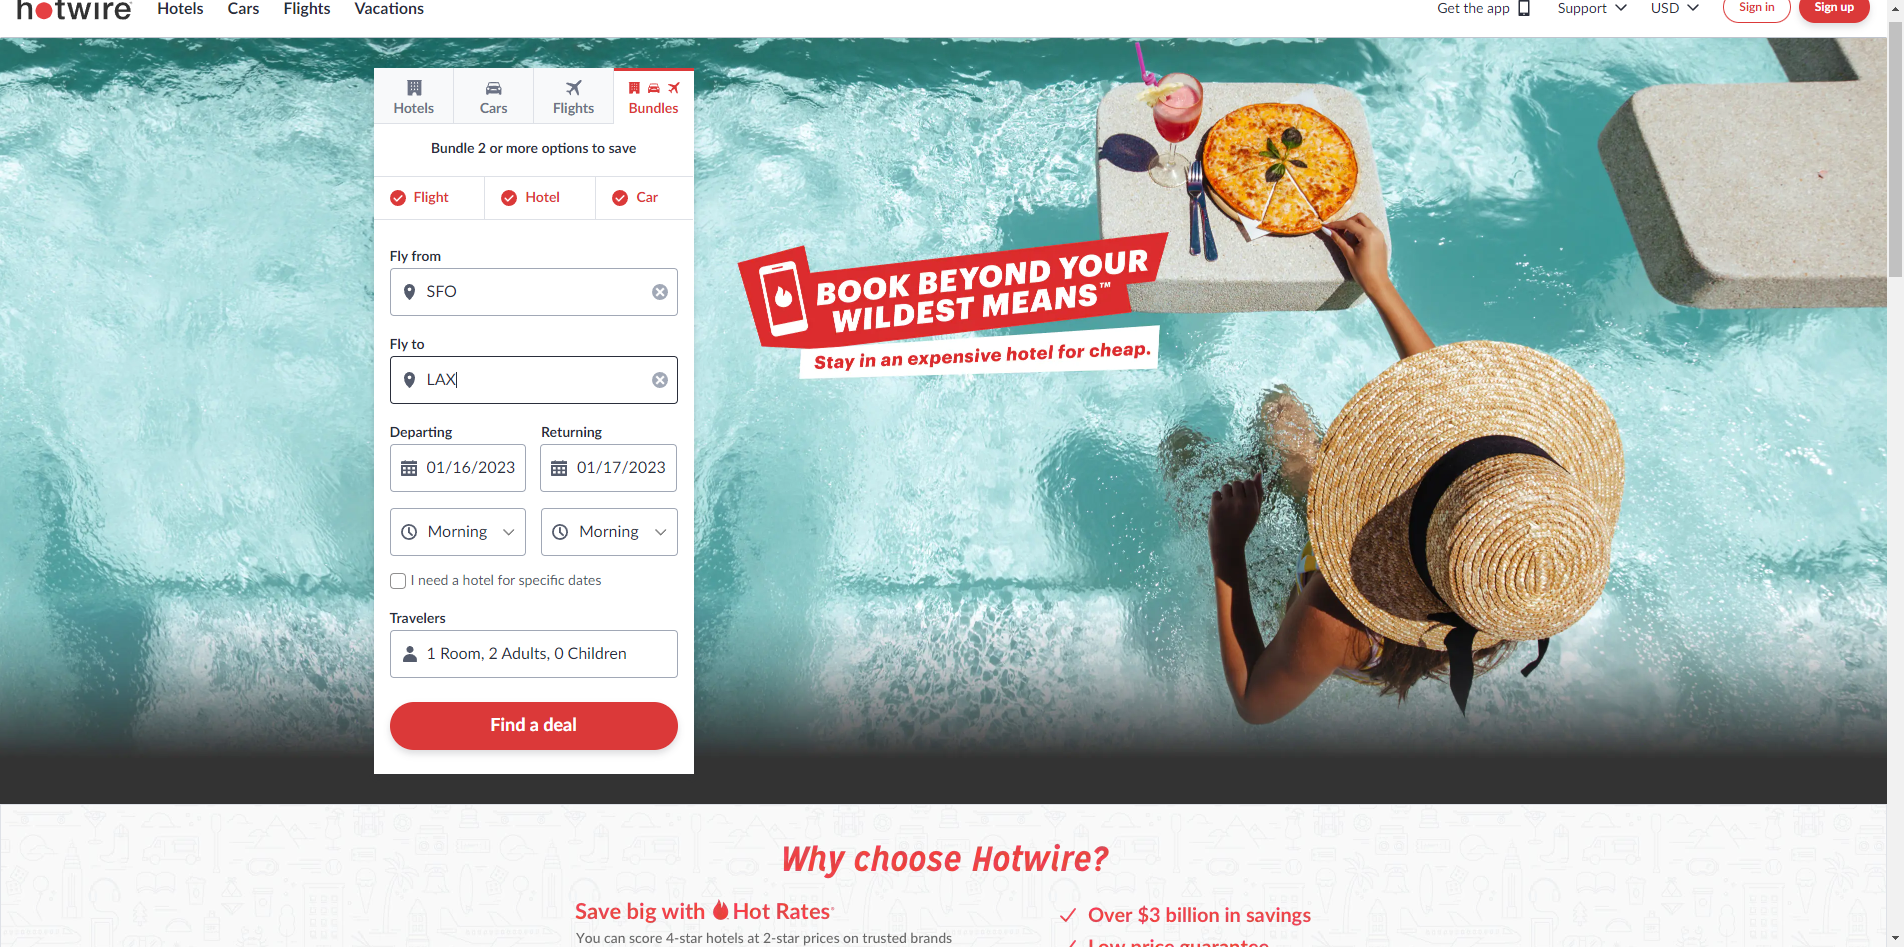 hotwire
Hotels Cars Flights Vacations
Get the app Support USD Sign in Sign up
Hotels Cars Flights Bundles
Bundle 2 or more options to save
Flight Hotel Car
Fly from
SFO
Fly to
LAX
Departing Returning
01/16/2023 01/17/2023
Morning Morning
I need a hotel for specific dates
Travelers
1 Room, 2 Adults, 0 Children
Find a deal
BOOK BEYOND YOUR
WILDEST MEANS™
Stay in an expensive hotel for cheap.
Why choose Hotwire?
Save big with Hot Rates®
You can score 4-star hotels at 2-star prices on trusted brands
Over $3 billion in savings
Low price guarantee